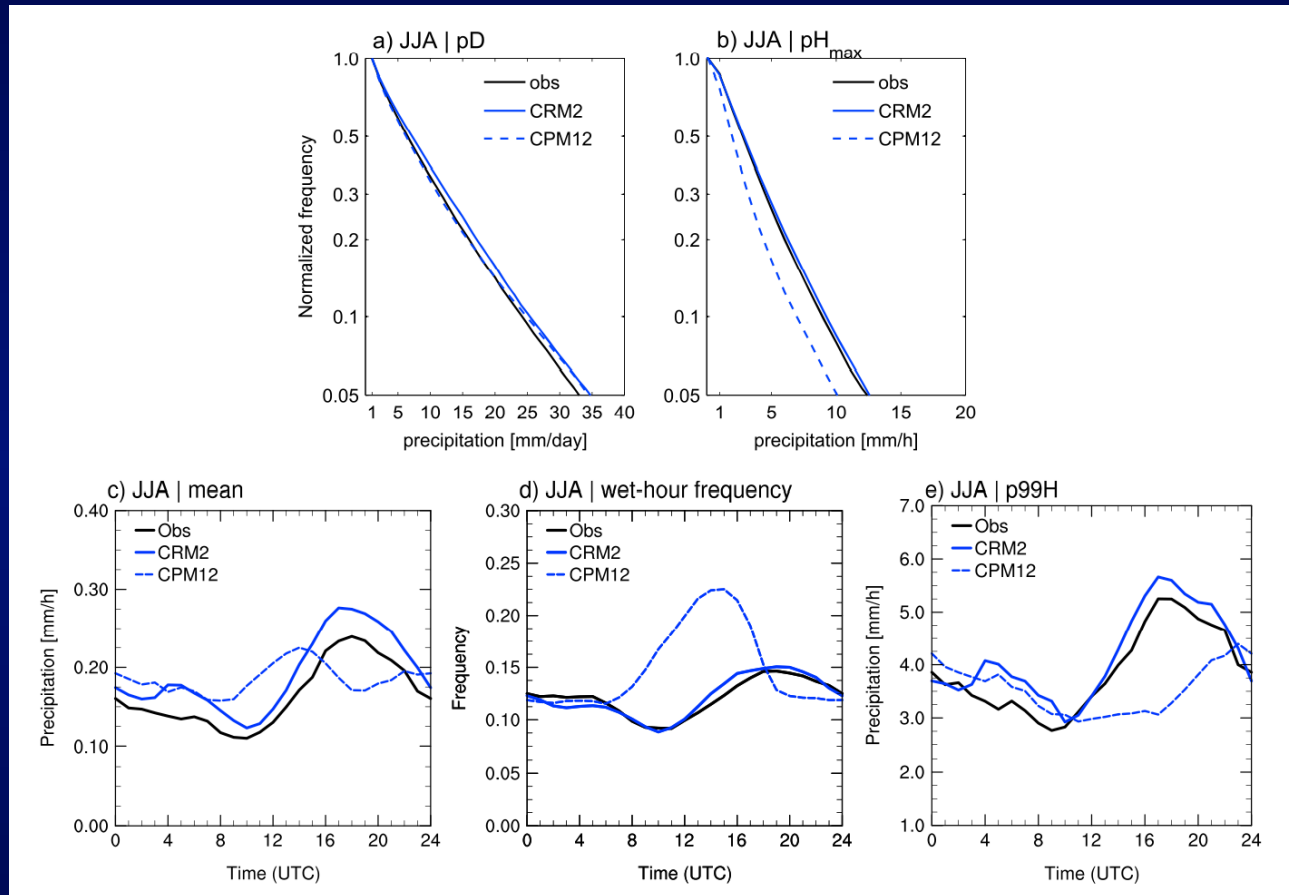 a) JJA | pD
1.0
0.5
0.3
0.2
0.1
0.05
Normalized frequency
obs
CRM2
CPM12
1 5 10 15 20 25 30 35 40
precipitation [mm/day]
b) JJA | pHmax
1.0
0.5
0.3
0.2
0.1
0.05
obs
CRM2
CPM12
1 5 10 15 20
precipitation [mm/h]
c) JJA | mean
0.40
0.30
0.20
0.10
0.00
Precipitation [mm/h]
Obs
CRM2
CPM12
0 4 8 12 16 20 24
Time (UTC)
d) JJA | wet-hour frequency
0.30
0.25
0.20
0.15
0.10
0.05
0.00
Frequency
Obs
CRM2
CPM12
0 4 8 12 16 20 24
Time (UTC)
e) JJA | p99H
7.0
6.0
5.0
4.0
3.0
2.0
1.0
Precipitation [mm/h]
Obs
CRM2
CPM12
0 4 8 12 16 20 24
Time (UTC)